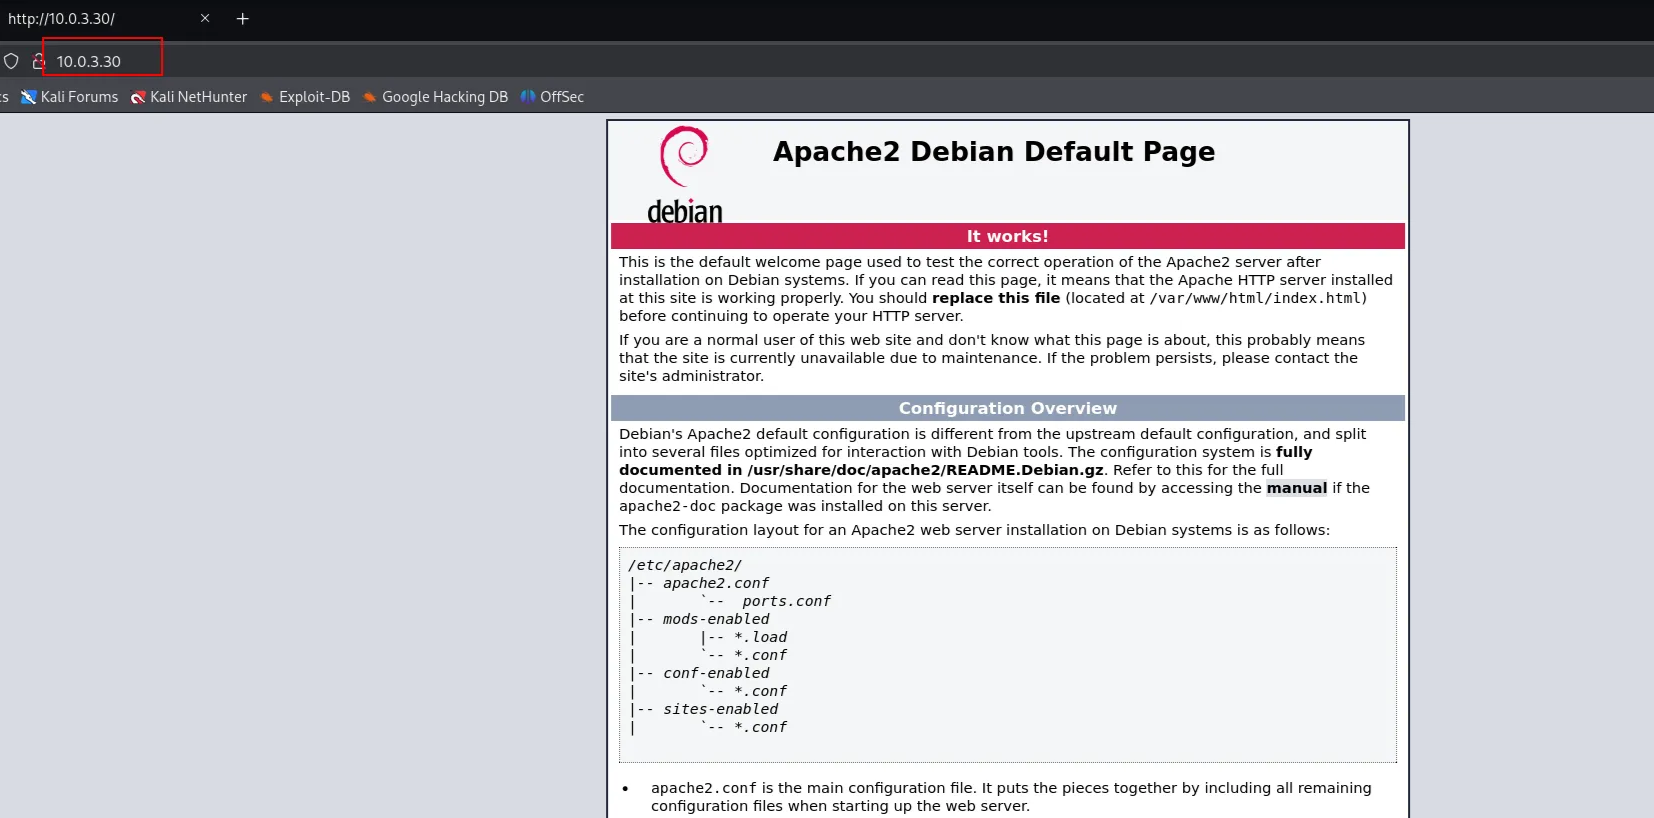 http://10.0.3.30/
10.0.3.30
Kali Forums Kali NetHunter Exploit-DB Google Hacking DB OffSec
debian
Apache2 Debian Default Page
It works!
This is the default welcome page used to test the correct operation of the Apache2 server after
installation on Debian systems. If you can read this page, it means that the Apache HTTP server installed
at this site is working properly. You should replace this file (located at /var/www/html/index.html)
before continuing to operate your HTTP server.
If you are a normal user of this web site and don't know what this page is about, this probably means
that the site is currently unavailable due to maintenance. If the problem persists, please contact the
site's administrator.
Configuration Overview
Debian's Apache2 default configuration is different from the upstream default configuration, and split
into several files optimized for interaction with Debian tools. The configuration system is fully
documented in /usr/share/doc/apache2/README.Debian.gz. Refer to this for the full
documentation. Documentation for the web server itself can be found by accessing the manual if the
apache2-doc package was installed on this server.
The configuration layout for an Apache2 web server installation on Debian systems is as follows:
/etc/apache2/
|-- apache2.conf
|       `--  ports.conf
|-- mods-enabled
|       |-- *.load
|       `-- *.conf
|-- conf-enabled
|       `-- *.conf
|-- sites-enabled
|       `-- *.conf
• apache2.conf is the main configuration file. It puts the pieces together by including all remaining
configuration files when starting up the web server.